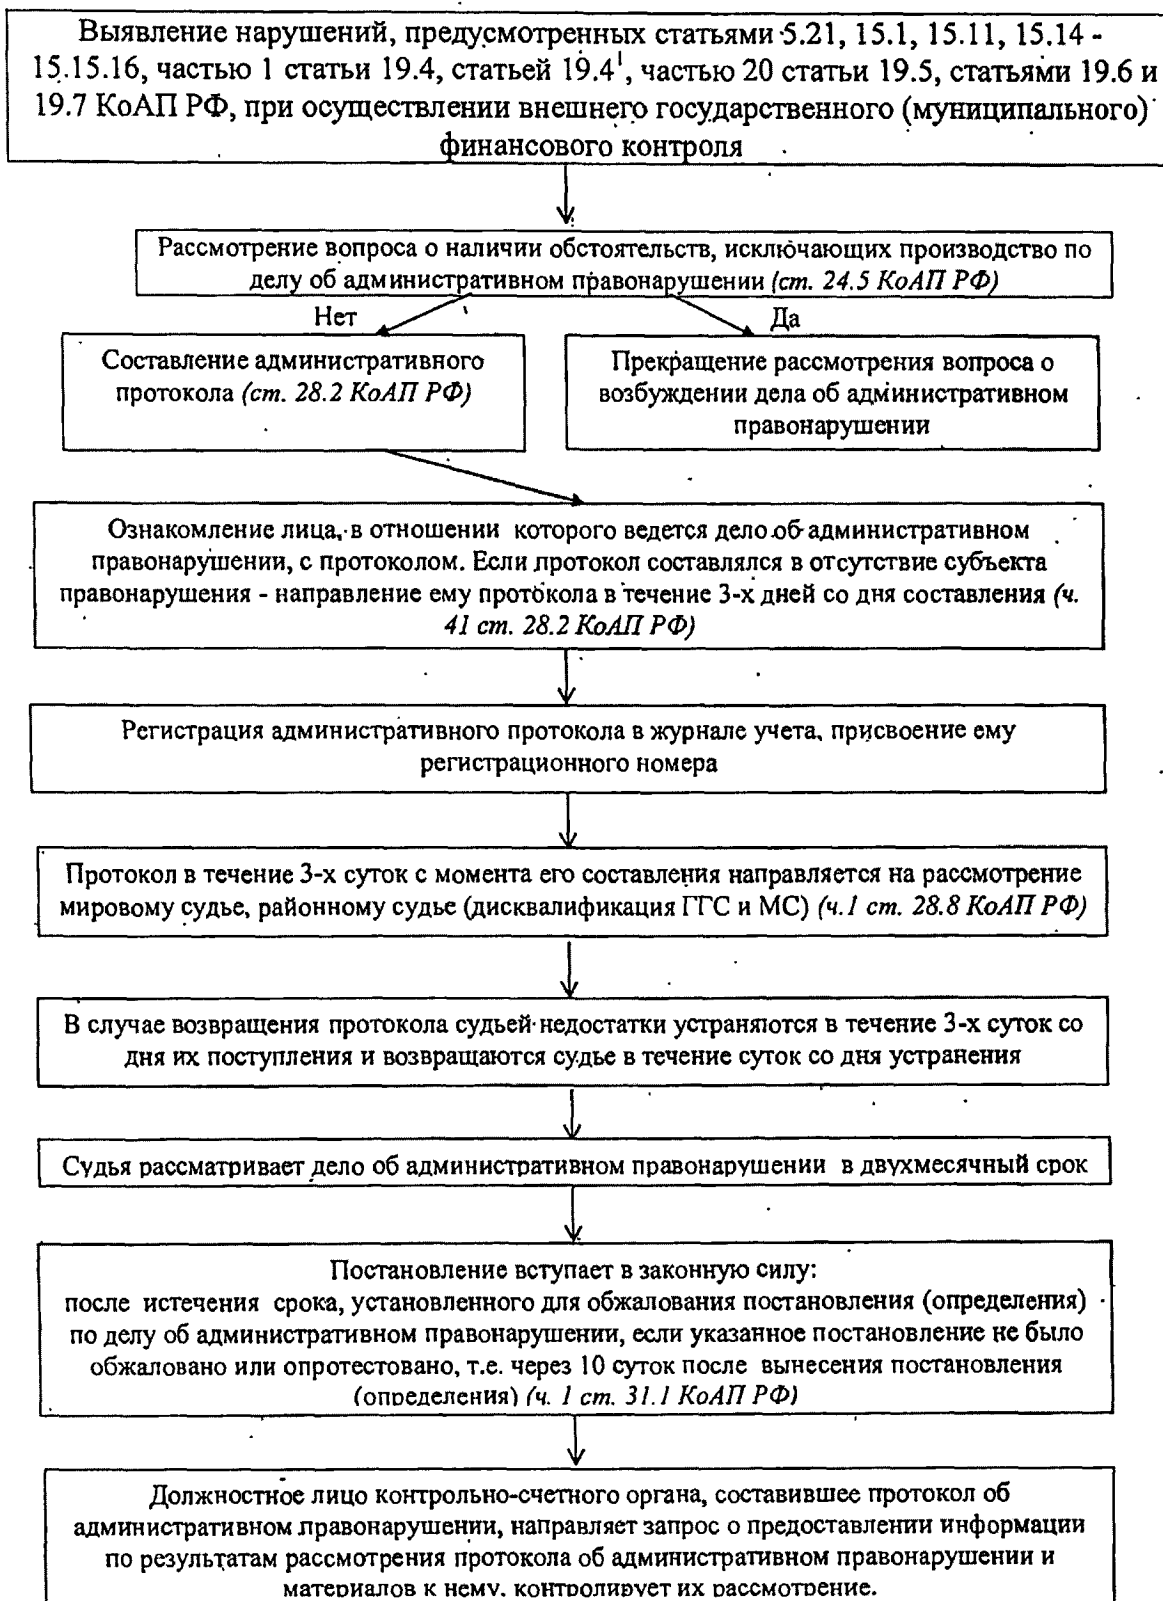 Выявление нарушений, предусмотренных статьями 5.21, 15.1, 15.11, 15.14 -
15.15.16, частью 1 статьи 19.4, статьей 19.4¹, частью 20 статьи 19.5, статьями 19.6 и
19.7 КоАП РФ, при осуществлении внешнего государственного (муниципального)
финансового контроля
Рассмотрение вопроса о наличии обстоятельств, исключающих производство по
делу об административном правонарушении (ст. 24.5 КоАП РФ)
Нет
Да
Составление административного
протокола (ст. 28.2 КоАП РФ)
Прекращение рассмотрения вопроса о
возбуждении дела об административном
правонарушении
Ознакомление лица, в отношении которого ведется дело об административном
правонарушении, с протоколом. Если протокол составлялся в отсутствие субъекта
правонарушения - направление ему протокола в течение 3-х дней со дня составления (ч.
41 ст. 28.2 КоАП РФ)
Регистрация административного протокола в журнале учета, присвоение ему
регистрационного номера
Протокол в течение 3-х суток с момента его составления направляется на рассмотрение
мировому судье, районному судье (дисквалификация ГГС и МС) (ч.1 ст. 28.8 КоАП РФ)
В случае возвращения протокола судьей недостатки устраняются в течение 3-х суток со
дня их поступления и возвращаются судье в течение суток со дня устранения
Судья рассматривает дело об административном правонарушении в двухмесячный срок
Постановление вступает в законную силу:
после истечения срока, установленного для обжалования постановления (определения)
по делу об административном правонарушении, если указанное постановление не было
обжаловано или опротестовано, т.е. через 10 суток после вынесения постановления
(определения) (ч. 1 ст. 31.1 КоАП РФ)
Должностное лицо контрольно-счетного органа, составившее протокол об
административном правонарушении, направляет запрос о предоставлении информации
по результатам рассмотрения протокола об административном правонарушении и
материалов к нему, контролирует их рассмотрение.